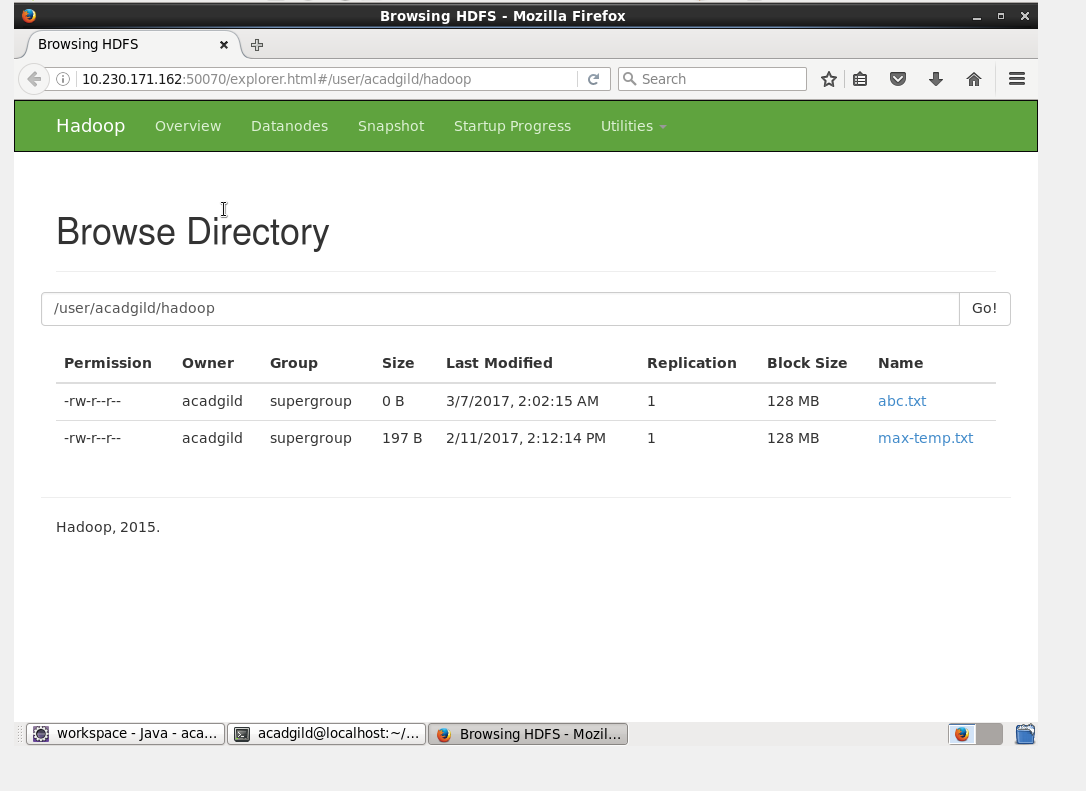 Browsing HDFS - Mozilla Firefox
Browsing HDFS
10.230.171.162:50070/explorer.html#/user/acadgild/hadoop
Search
Hadoop Overview Datanodes Snapshot Startup Progress Utilities
Browse Directory
/user/acadgild/hadoop Go!
Permission Owner Group Size Last Modified Replication Block Size Name
-rw-r--r-- acadgild supergroup 0 B 3/7/2017, 2:02:15 AM 1 128 MB abc.txt
-rw-r--r-- acadgild supergroup 197 B 2/11/2017, 2:12:14 PM 1 128 MB max-temp.txt
Hadoop, 2015.
workspace - Java - aca... acadgild@localhost:~/... Browsing HDFS - Mozil...